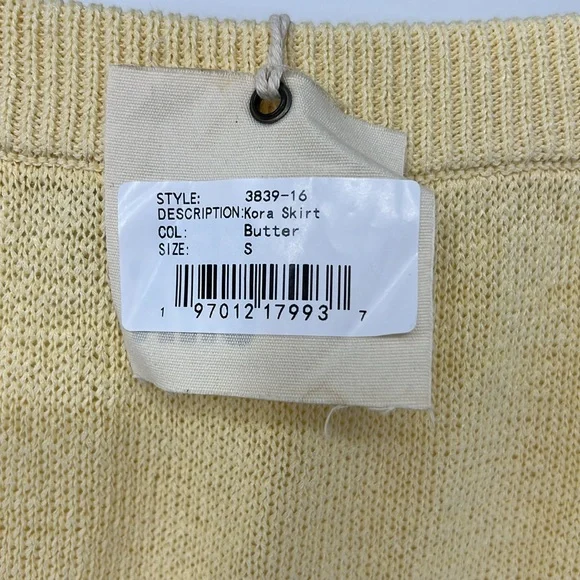 STYLE: 3839-16
DESCRIPTION:Kora Skirt
COL: Butter
SIZE: S
1 97012 17993 7